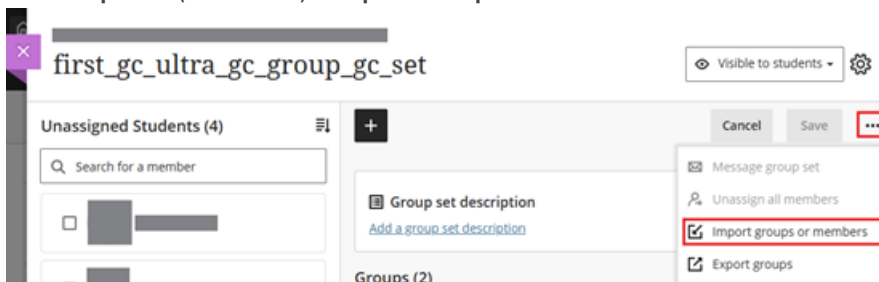 first_gc_ultra_gc_group_gc_set
Visible to students
Unassigned Students (4)
Cancel
Save
Search for a member
Message group set
Group set description
Unassign all members
Add a group set description
Import groups or members
Export groups
Groups (2)